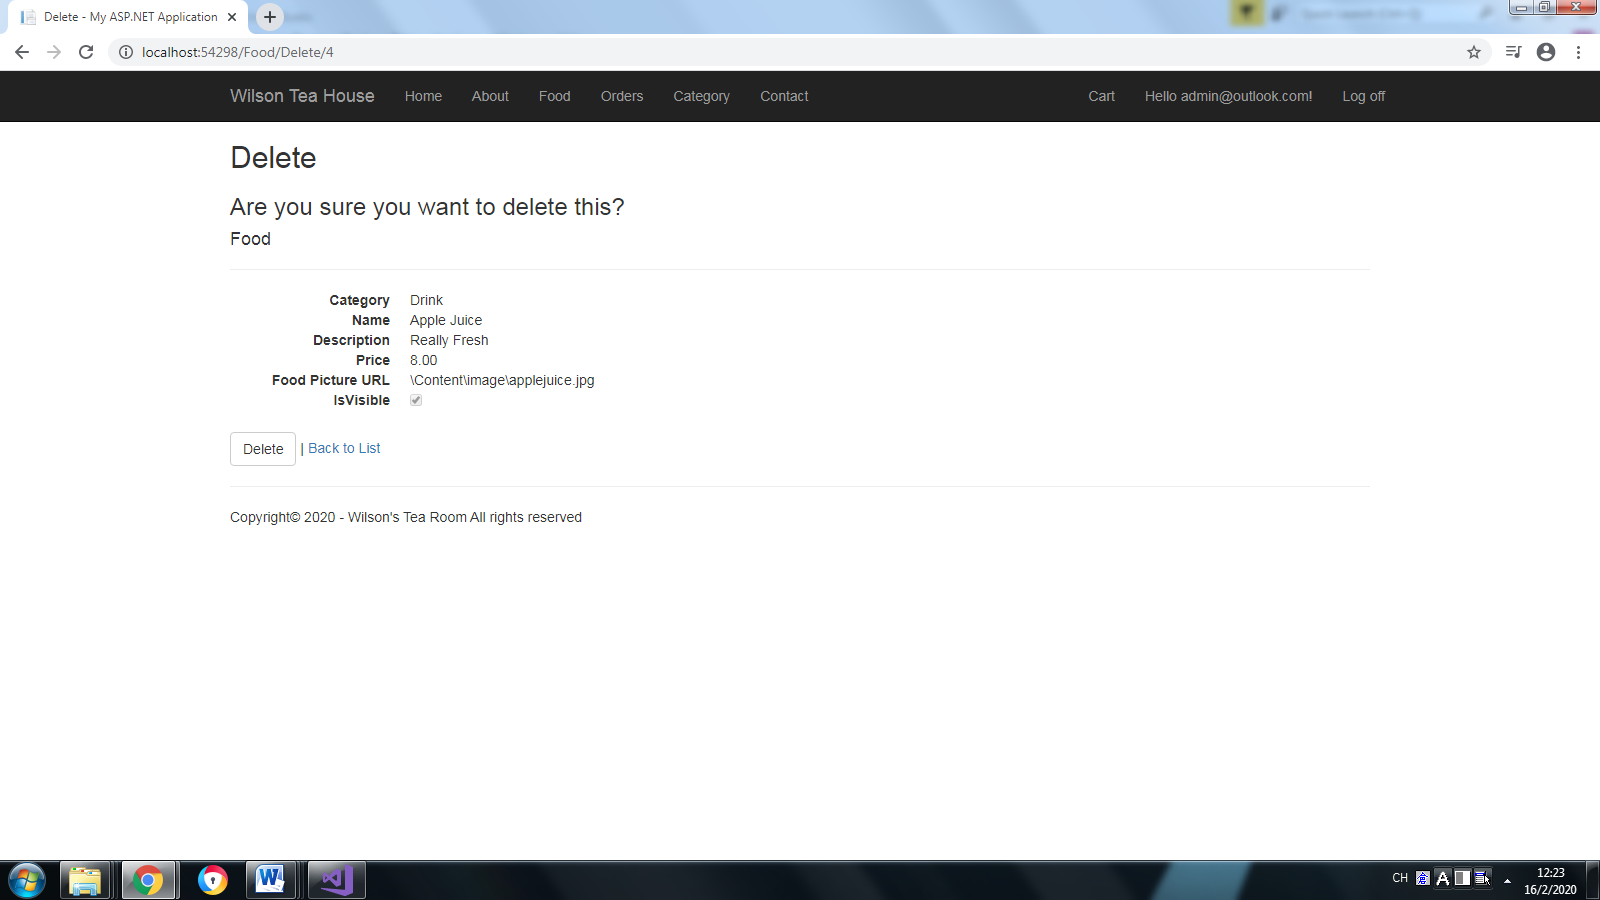 Delete - My ASP.NET Application
localhost:54298/Food/Delete/4
Wilson Tea House Home About Food Orders Category Contact Cart Hello admin@outlook.com! Log off
Delete
Are you sure you want to delete this?
Food
Category Drink
Name Apple Juice
Description Really Fresh
Price 8.00
Food Picture URL \Content\image\applejuice.jpg
IsVisible
Delete | Back to List
Copyright© 2020 - Wilson's Tea Room All rights reserved
CH
12:23
16/2/2020